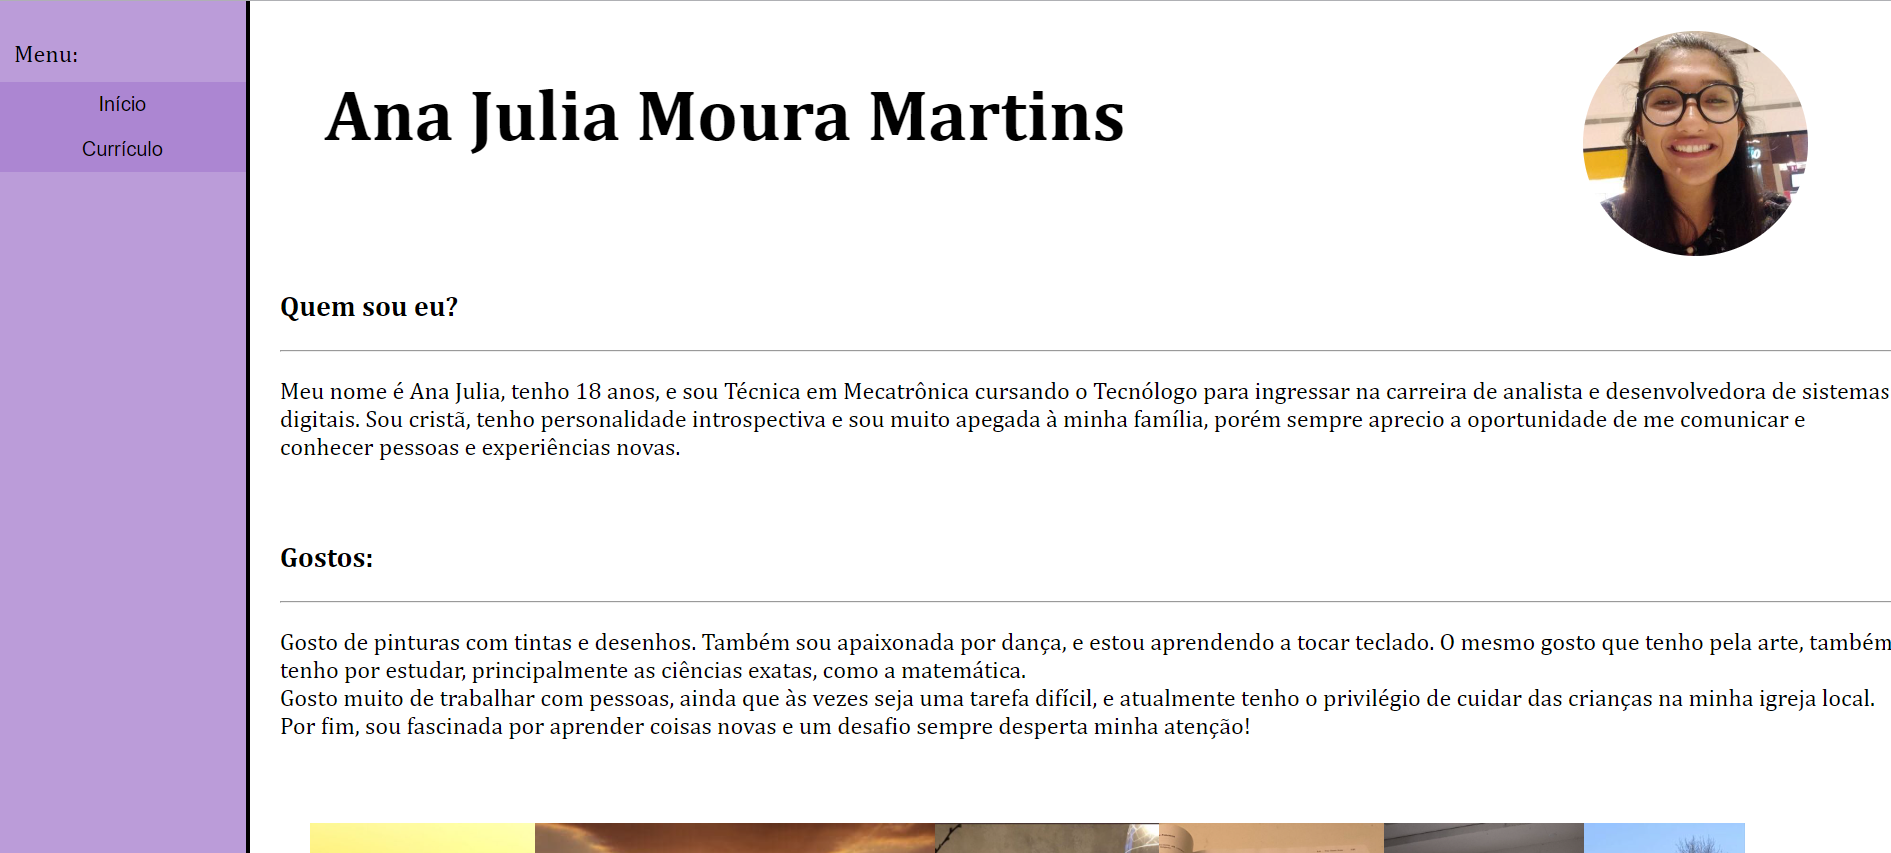 Menu:
Início
Currículo
Ana Julia Moura Martins
Quem sou eu?
Meu nome é Ana Julia, tenho 18 anos, e sou Técnica em Mecatrônica cursando o Tecnólogo para ingressar na carreira de analista e desenvolvedora de sistemas
digitais. Sou cristã, tenho personalidade introspectiva e sou muito apegada à minha família, porém sempre aprecio a oportunidade de me comunicar e
conhecer pessoas e experiências novas.
Gostos:
Gosto de pinturas com tintas e desenhos. Também sou apaixonada por dança, e estou aprendendo a tocar teclado. O mesmo gosto que tenho pela arte, também
tenho por estudar, principalmente as ciências exatas, como a matemática.
Gosto muito de trabalhar com pessoas, ainda que às vezes seja uma tarefa difícil, e atualmente tenho o privilégio de cuidar das crianças na minha igreja local.
Por fim, sou fascinada por aprender coisas novas e um desafio sempre desperta minha atenção!